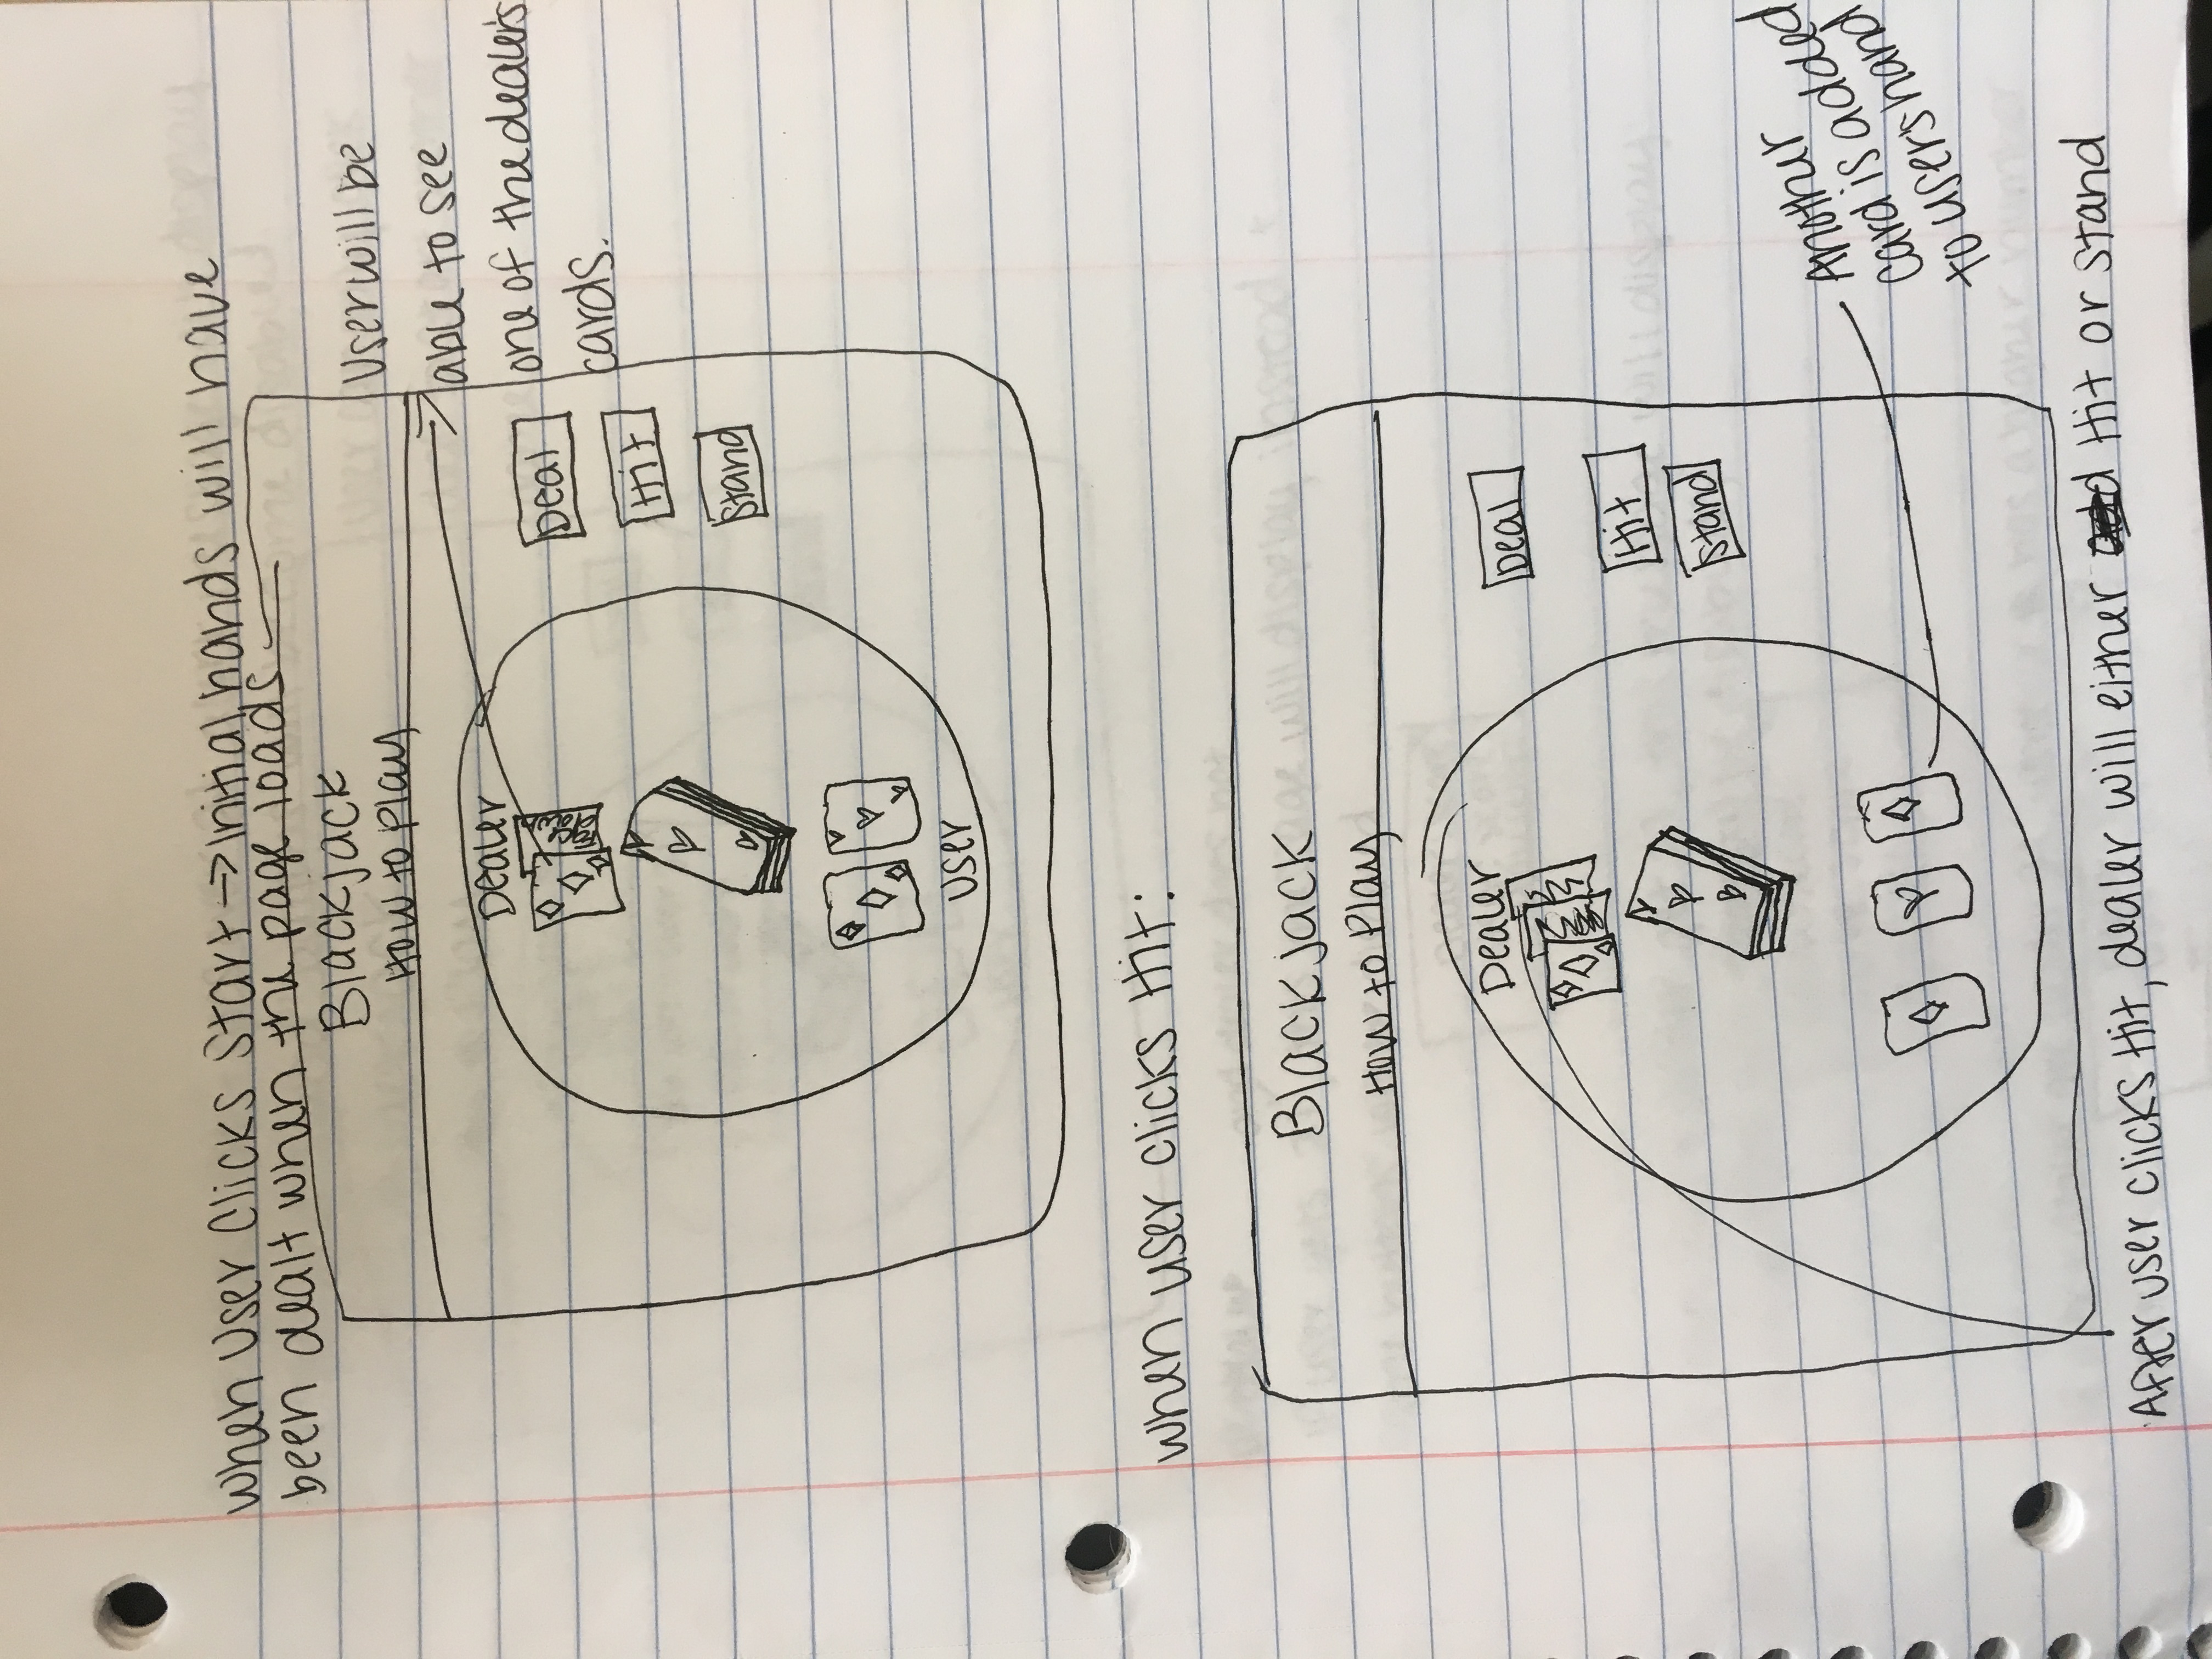 When User Clicks Start → Initial hands will have
been dealt when the page loads
Blackjack
How to Play
User will be
able to see
one of the dealer's
cards.
Dealer
face down
Deal
Hit
Stand
User
When user clicks Hit:
Blackjack
How to Play
Dealer
Deal
Hit
Stand
Another
card is added
to user's hand
After user clicks Hit, dealer will either Hit or Stand